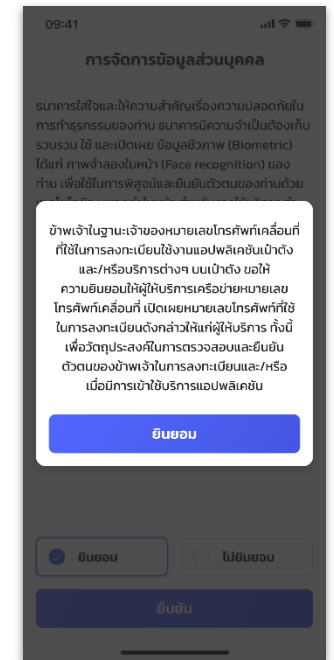 09:41
การจัดการข้อมูลส่วนบุคคล
ธนาคารใส่ใจและให้ความสำคัญเรื่องความปลอดภัยใน
การทำธุรกรรมของท่าน ธนาคารมีความจำเป็นต้องเก็บ
รวบรวม ใช้ และเปิดเผย ข้อมูลชีวภาพ (Biometric)
ได้แก่ ภาพจำลองใบหน้า (Face recognition) ของ
ท่าน เพื่อใช้ในการพิสูจน์และยืนยันตัวตนของท่านด้วย
ข้าพเจ้าในฐานะเจ้าของหมายเลขโทรศัพท์เคลื่อนที่
ที่ใช้ในการลงทะเบียนใช้งานแอปพลิเคชันเป๋าตัง
และ/หรือบริการต่างๆ บนเป๋าตัง ขอให้
ความยินยอมให้ผู้ให้บริการเครือข่ายหมายเลข
โทรศัพท์เคลื่อนที่ เปิดเผยหมายเลขโทรศัพท์ที่ใช้
ในการลงทะเบียนดังกล่าวให้แก่ผู้ให้บริการ ทั้งนี้
เพื่อวัตถุประสงค์ในการตรวจสอบและยืนยัน
ตัวตนของข้าพเจ้าในการลงทะเบียนและ/หรือ
เมื่อมีการเข้าใช้บริการแอปพลิเคชัน
ยินยอม
ยินยอม ไม่ยินยอม
ยืนยัน